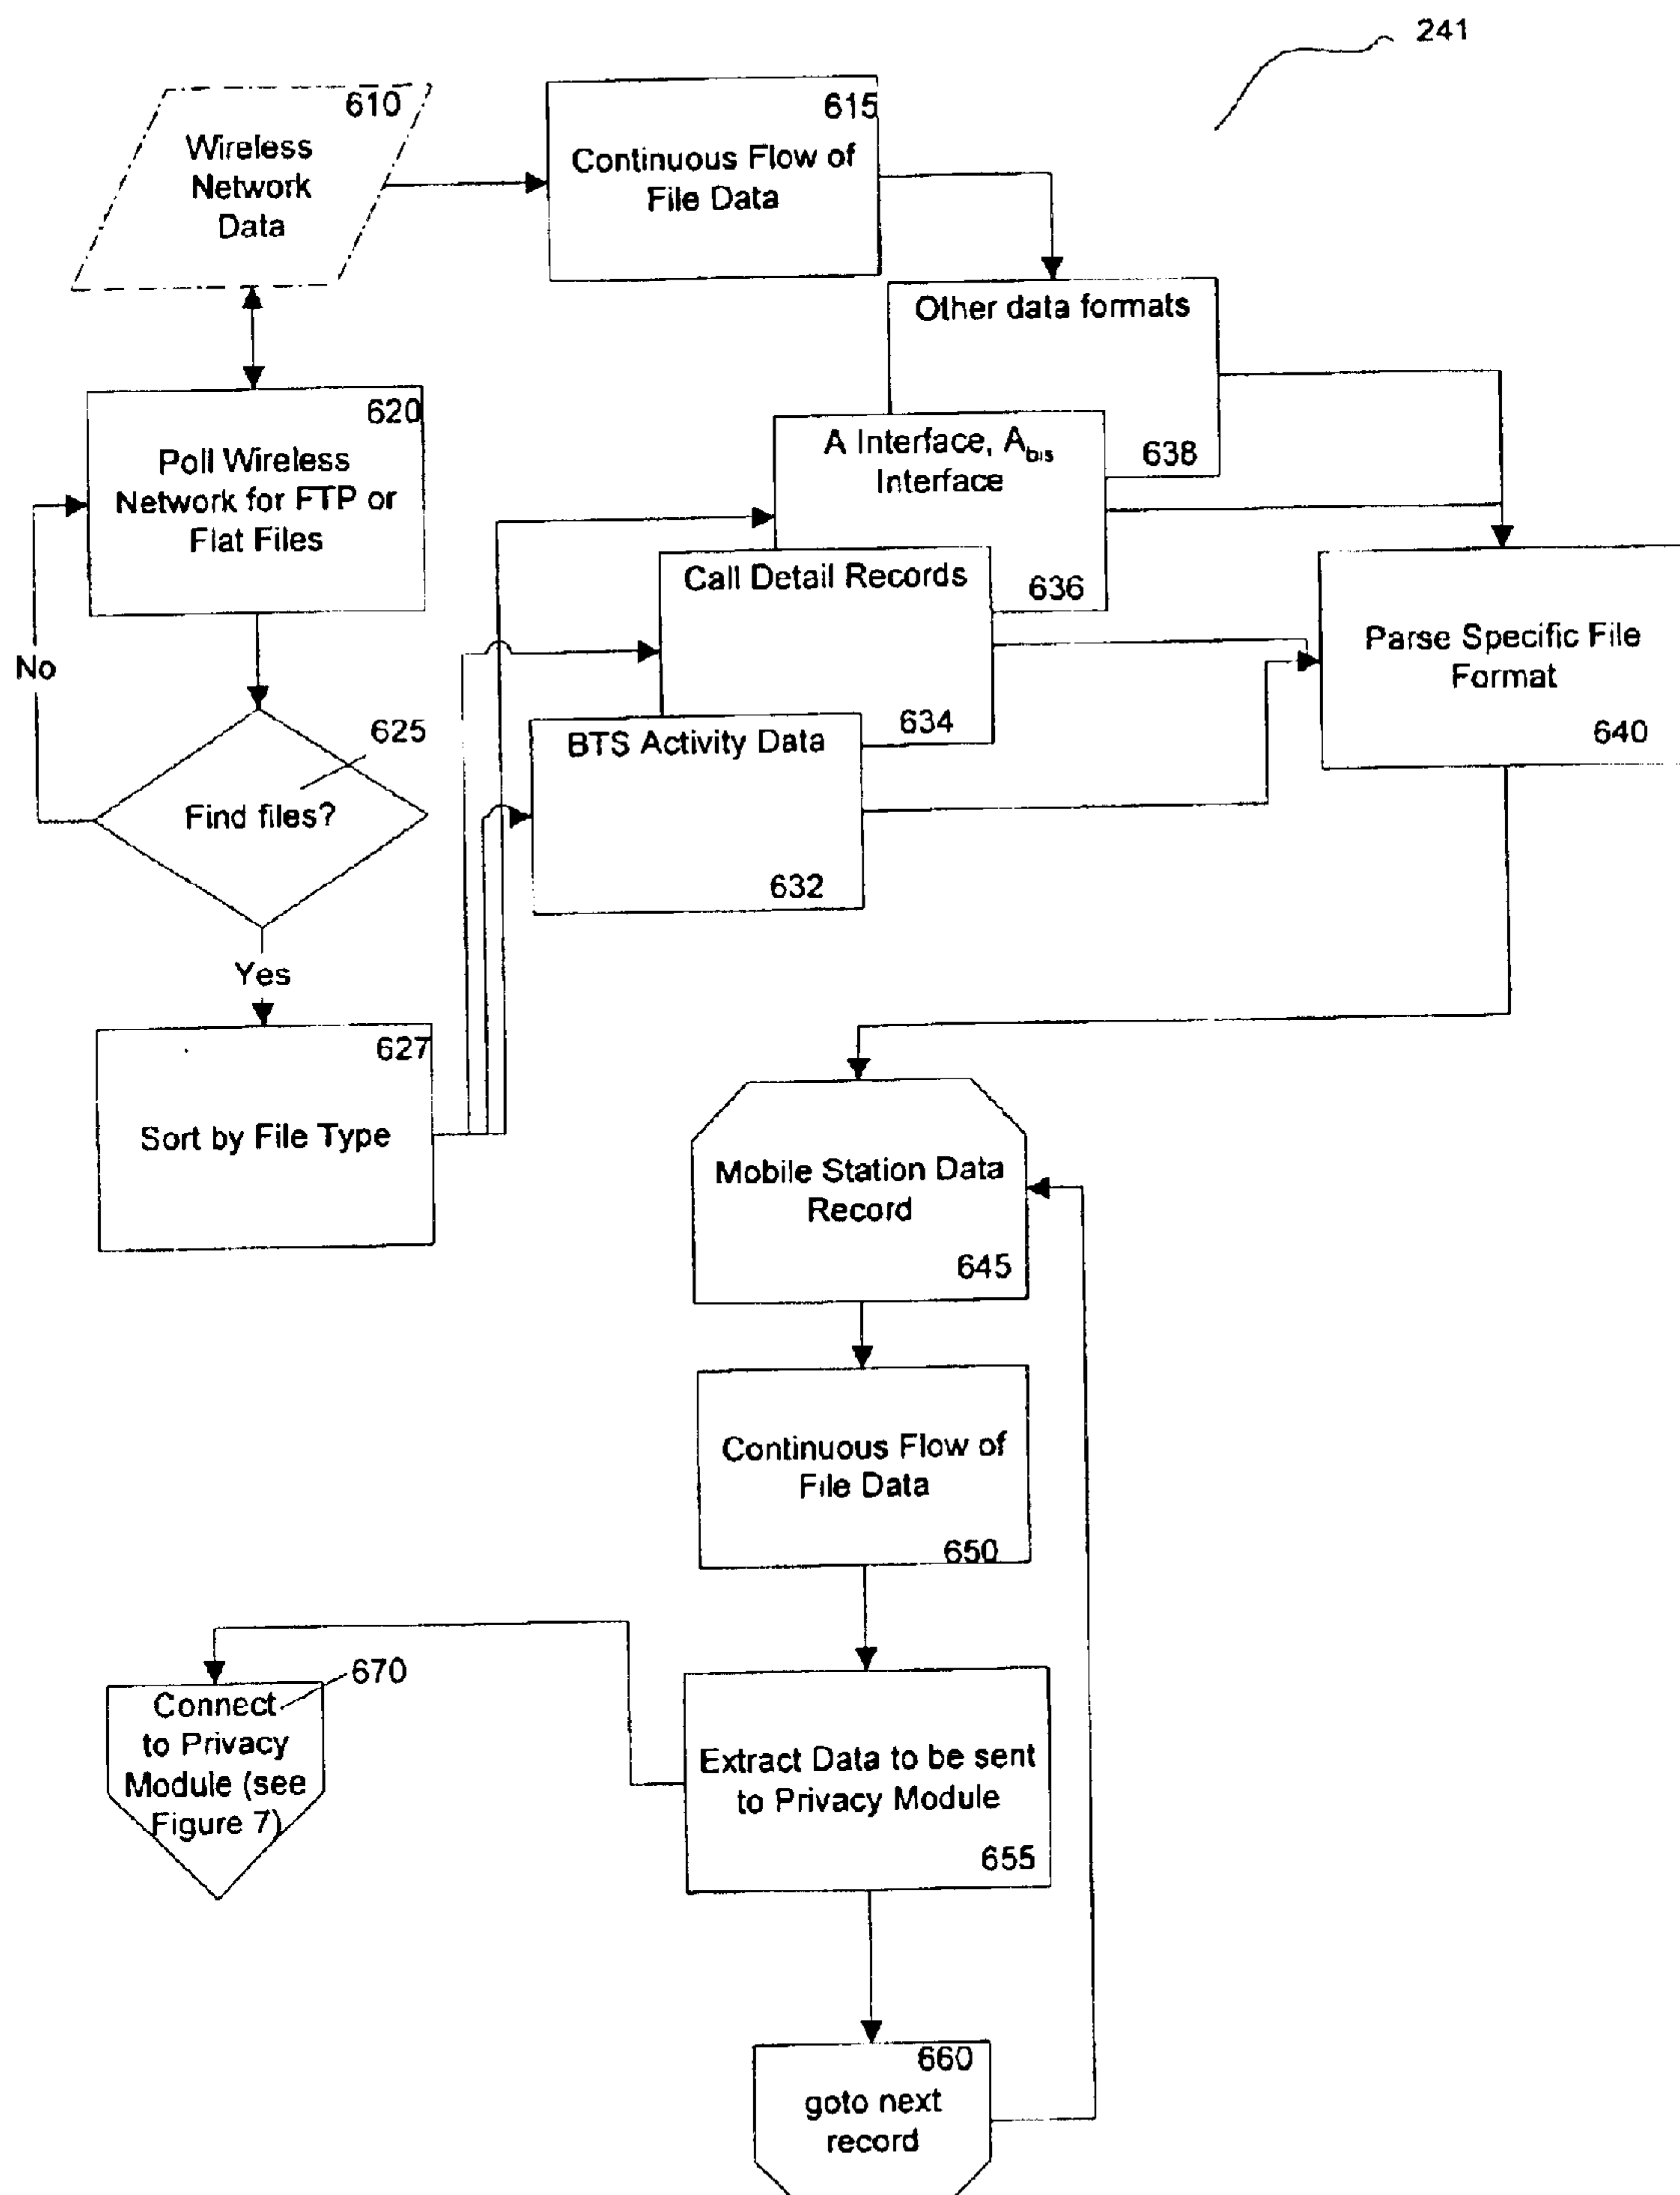 241
610
Wireless
Network
Data
615
Continuous Flow of
File Data
Other data formats
638
620
Poll Wireless
Network for FTP or
Flat Files
A Interface, Abis
Interface
636
Call Detail Records
634
No
Parse Specific File
Format
640
625
Find files?
BTS Activity Data
632
Yes
627
Sort by File Type
Mobile Station Data
Record
645
Continuous Flow of
File Data
650
670
Connect
to Privacy
Module (see
Figure 7)
Extract Data to be sent
to Privacy Module
655
660
goto next
record